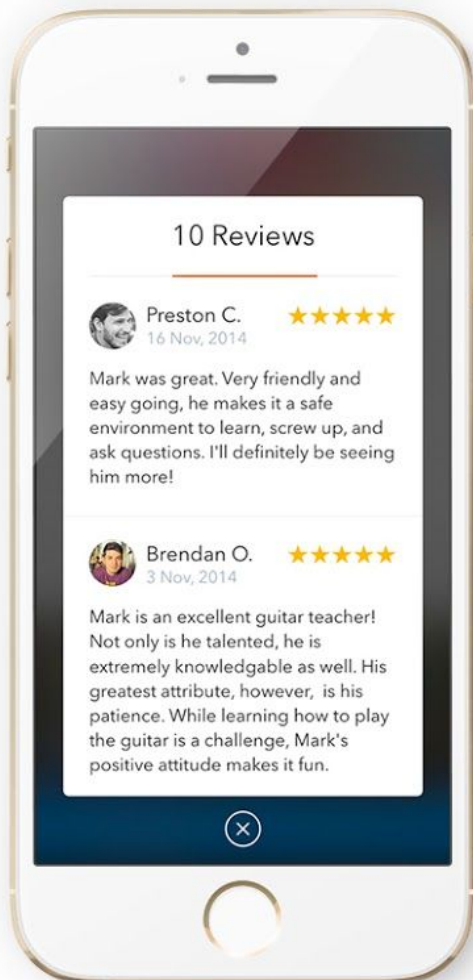 10 Reviews
Preston C.
16 Nov, 2014
Mark was great. Very friendly and
easy going, he makes it a safe
environment to learn, screw up, and
ask questions. I'll definitely be seeing
him more!
Brendan O.
3 Nov, 2014
Mark is an excellent guitar teacher!
Not only is he talented, he is
extremely knowledgable as well. His
greatest attribute, however,  is his
patience. While learning how to play
the guitar is a challenge, Mark's
positive attitude makes it fun.